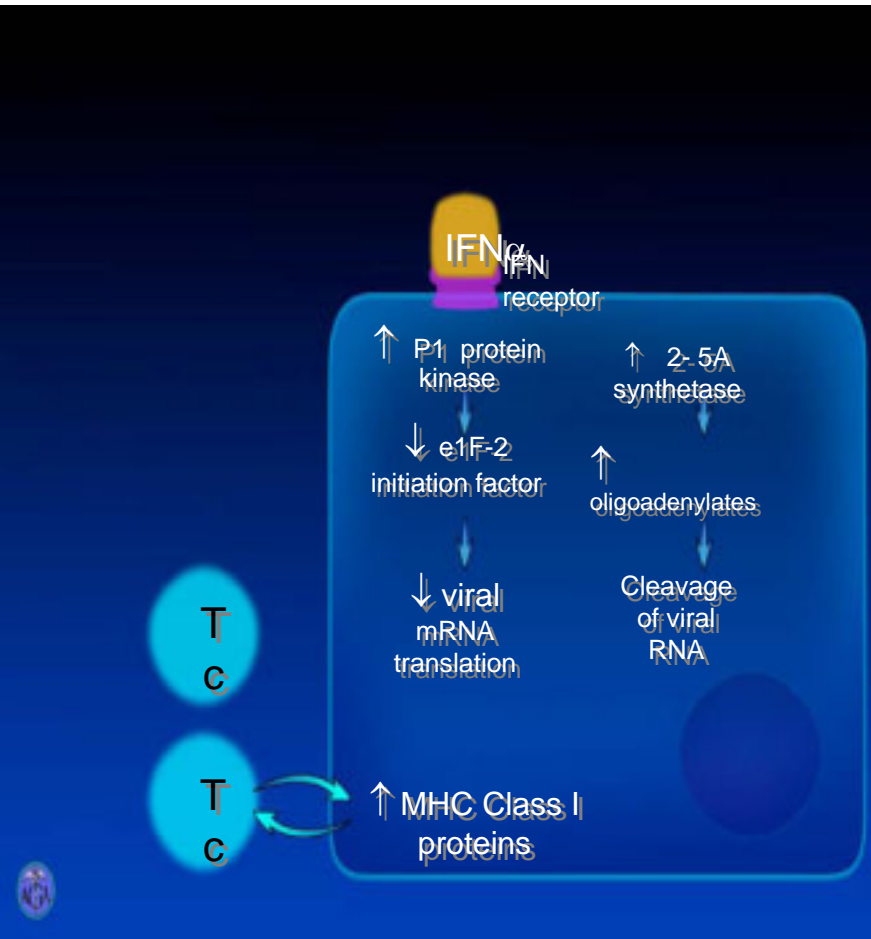 IFNα
IFN
receptor
↑ P1 protein
kinase
↓ e1F-2
initiation factor
↓ viral
mRNA
translation
↑ 2- 5A
synthetase
↑
oligoadenylates
Cleavage
of viral
RNA
T
c
T
c
↑ MHC Class I
proteins